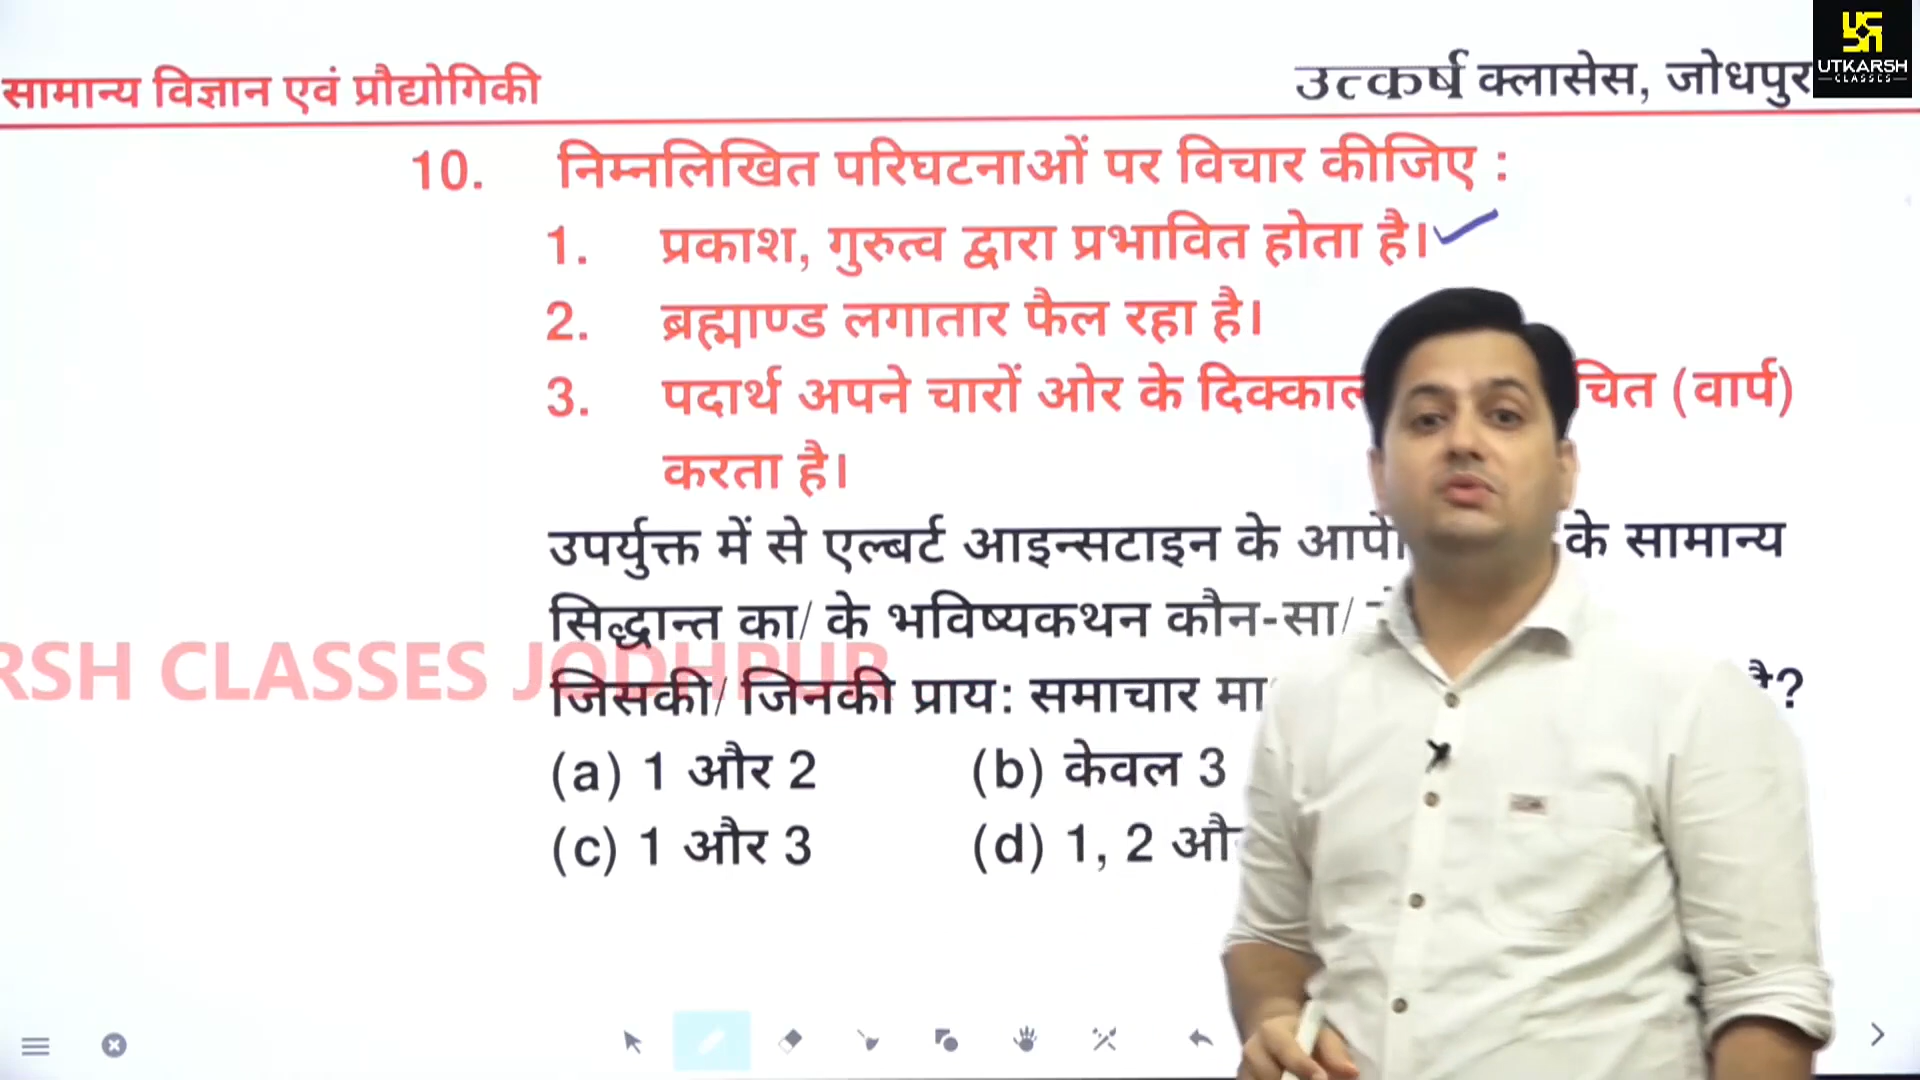 सामान्य विज्ञान एवं प्रौद्योगिकी
उत्कर्ष क्लासेस, जोधपुर
UTKARSH
CLASSES
10. निम्नलिखित परिघटनाओं पर विचार कीजिए :
1. प्रकाश, गुरुत्व द्वारा प्रभावित होता है।
2. ब्रह्माण्ड लगातार फैल रहा है।
3. पदार्थ अपने चारों ओर के (वार्प)
करता है।
उपर्युक्त में से एल्बर्ट आइन्सटाइन के के सामान्य
सिद्धान्त का/ के भविष्यकथन कौन-सा/
जिसकी/ जिनकी प्राय: समाचार है?
RSH CLASSES JODHPUR
(a) 1 और 2 (b) केवल 3
(c) 1 और 3 (d) 1, 2